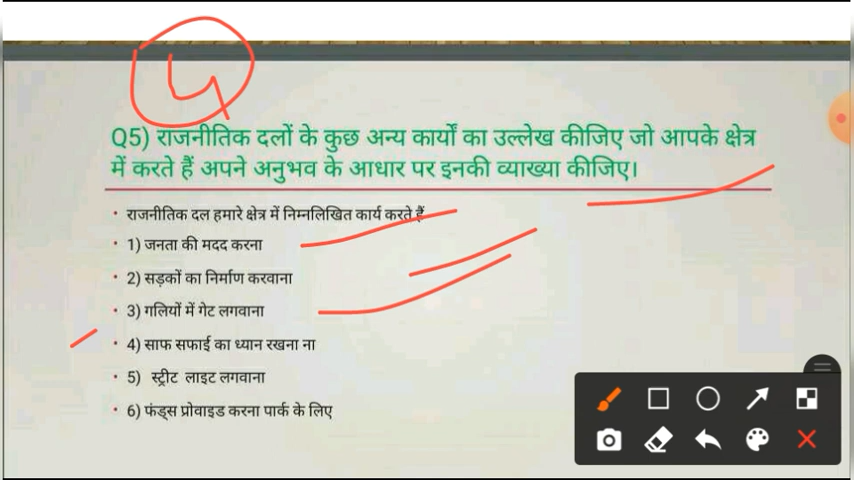 4
Q5) राजनीतिक दलों के कुछ अन्य कार्यों का उल्लेख कीजिए जो आपके क्षेत्र
में करते हैं अपने अनुभव के आधार पर इनकी व्याख्या कीजिए।
• राजनीतिक दल हमारे क्षेत्र में निम्नलिखित कार्य करते हैं
• 1) जनता की मदद करना
• 2) सड़कों का निर्माण करवाना
• 3) गलियों में गेट लगवाना
• 4) साफ सफाई का ध्यान रखना ना
• 5) स्ट्रीट लाइट लगवाना
• 6) फंड्स प्रोवाइड करना पार्क के लिए